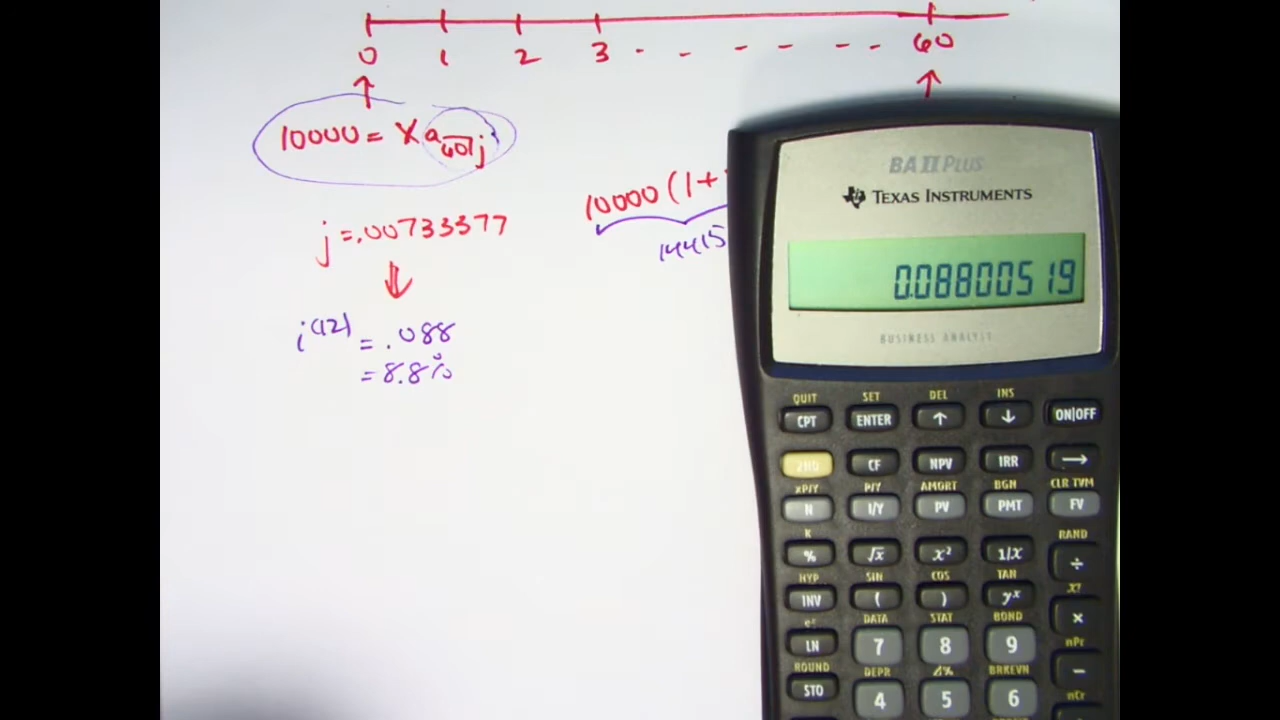 0 1 2 3 60
10000 = X a60|j
10000 (1+
14415
j = .00733377
i(12) = .088
= 8.8%
BA II PLUS
TEXAS INSTRUMENTS
0.08800519
BUSINESS ANALYST
QUIT SET DEL INS
CPT ENTER ↑ ↓ ON|OFF
2ND CF NPV IRR →
xP/Y P/Y AMORT BGN CLR TVM
N I/Y PV PMT FV
K RAND
% √x x² 1/x ÷
HYP SIN COS TAN x!
INV ( ) yˣ ×
eˣ DATA STAT BOND nPr
LN 7 8 9 −
ROUND DEPR Δ% BRKEVN nCr
STO 4 5 6